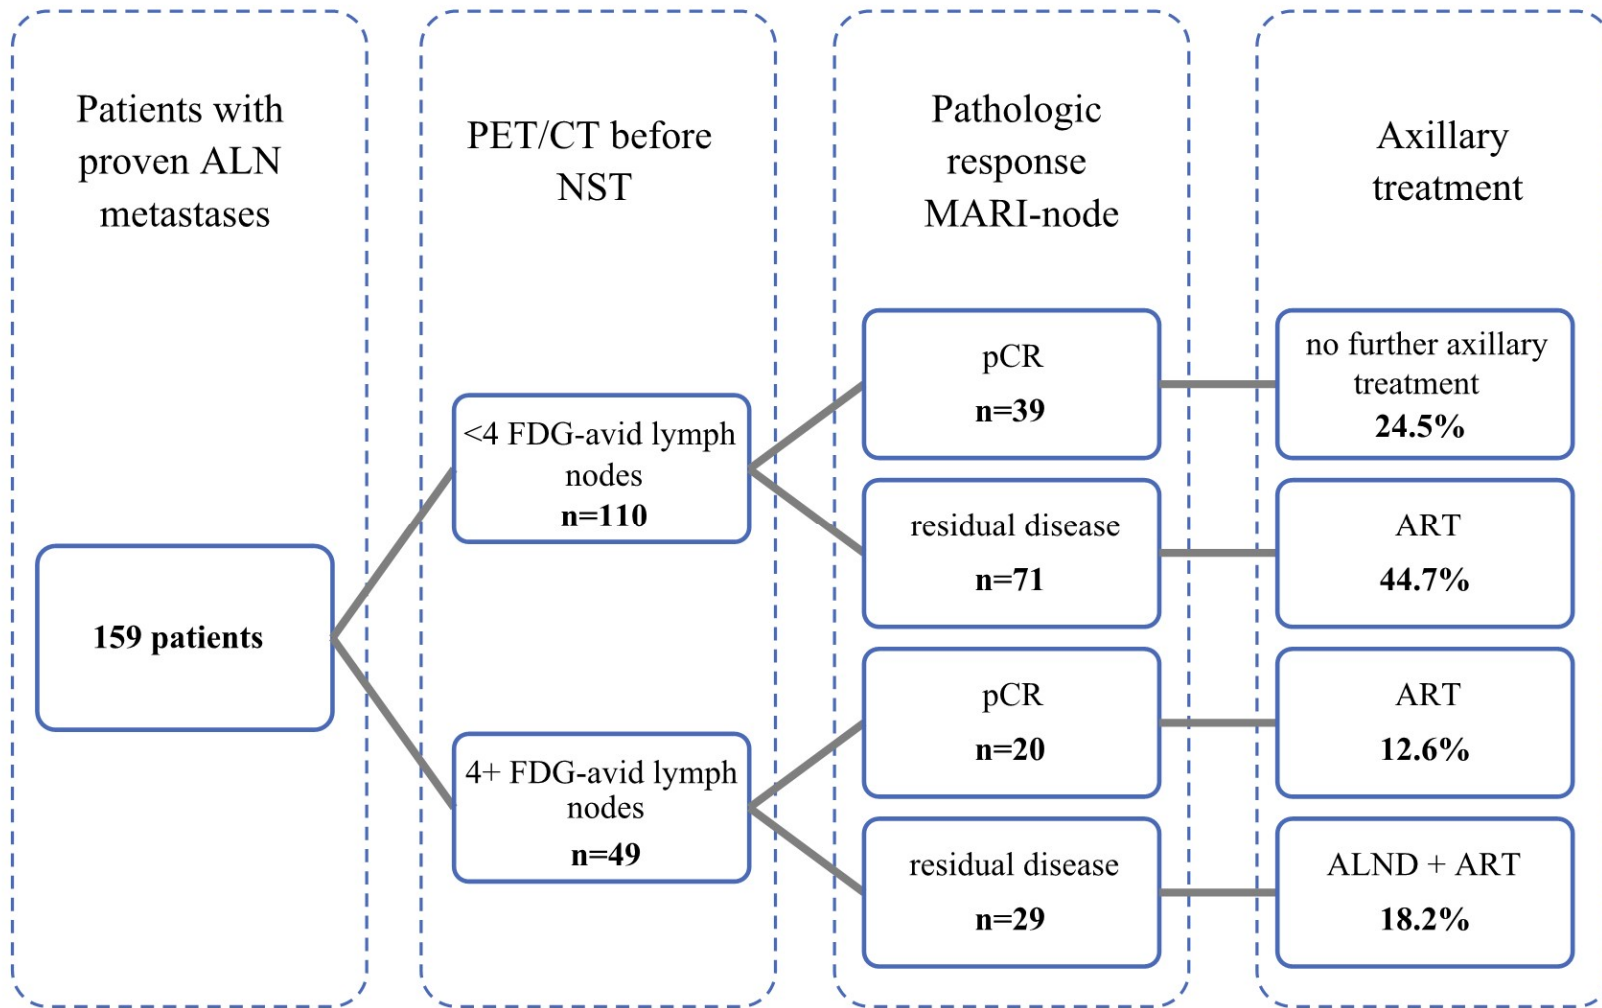 Patients with
proven ALN
metastases
PET/CT before
NST
Pathologic
response
MARI-node
Axillary
treatment
159 patients
<4 FDG-avid lymph
nodes
n=110
4+ FDG-avid lymph
nodes
n=49
pCR
n=39
residual disease
n=71
pCR
n=20
residual disease
n=29
no further axillary
treatment
24.5%
ART
44.7%
ART
12.6%
ALND + ART
18.2%